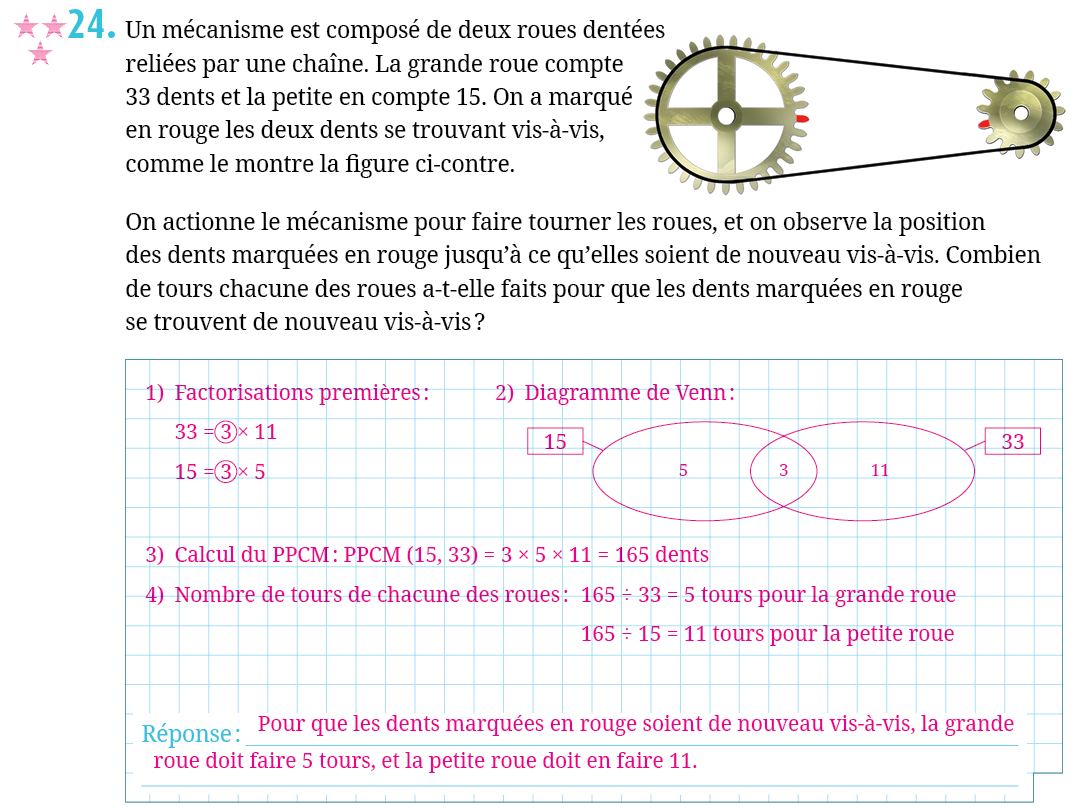 24. Un mécanisme est composé de deux roues dentées
reliées par une chaîne. La grande roue compte
33 dents et la petite en compte 15. On a marqué
en rouge les deux dents se trouvant vis-à-vis,
comme le montre la figure ci-contre.
On actionne le mécanisme pour faire tourner les roues, et on observe la position
des dents marquées en rouge jusqu’à ce qu’elles soient de nouveau vis-à-vis. Combien
de tours chacune des roues a-t-elle faits pour que les dents marquées en rouge
se trouvent de nouveau vis-à-vis ?
1) Factorisations premières :
33 = 3 × 11
15 = 3 × 5
2) Diagramme de Venn :
15
33
5 3 11
3) Calcul du PPCM : PPCM (15, 33) = 3 × 5 × 11 = 165 dents
4) Nombre de tours de chacune des roues : 165 ÷ 33 = 5 tours pour la grande roue
165 ÷ 15 = 11 tours pour la petite roue
Réponse : Pour que les dents marquées en rouge soient de nouveau vis-à-vis, la grande
roue doit faire 5 tours, et la petite roue doit en faire 11.